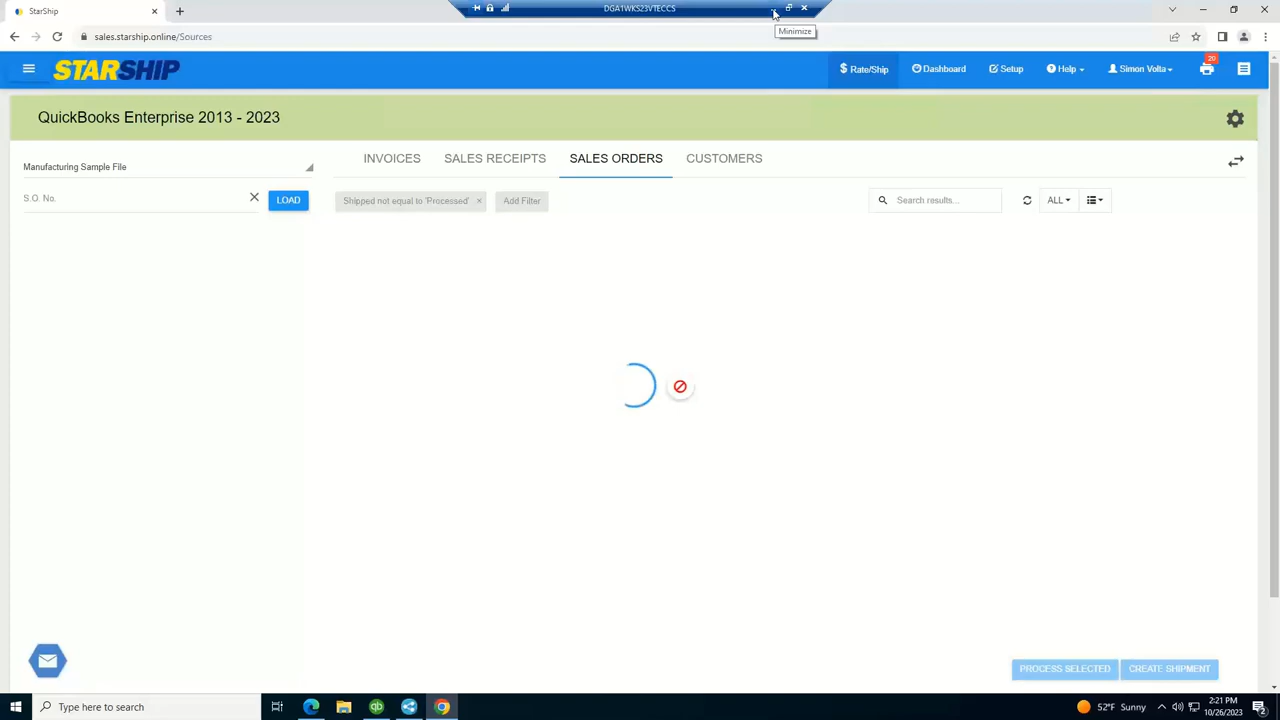 StarShip
DGA1WKS23VTECCS
Minimize
sales.starship.online/Sources
STARSHIP
Rate/Ship
Dashboard
Setup
Help
Simon Volta
20
QuickBooks Enterprise 2013 - 2023
Manufacturing Sample File
INVOICES
SALES RECEIPTS
SALES ORDERS
CUSTOMERS
S.O. No.
LOAD
Shipped not equal to 'Processed' ×
Add Filter
Search results...
ALL
PROCESS SELECTED
CREATE SHIPMENT
Type here to search
52°F Sunny
2:21 PM
10/26/2023
2